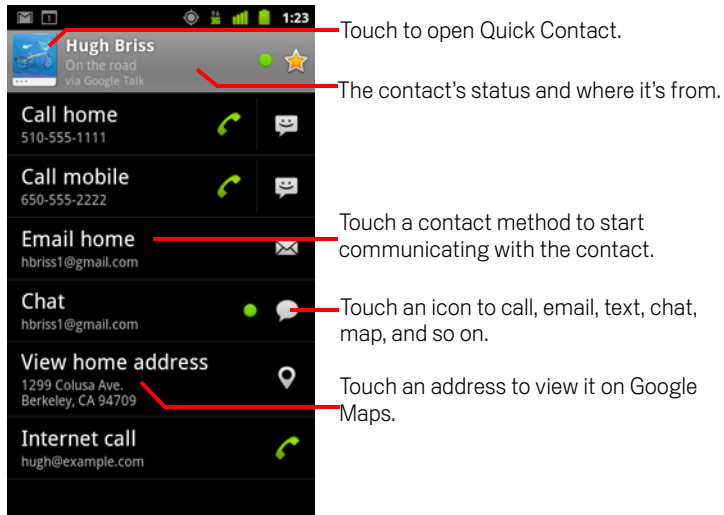 1:23
Hugh Briss
On the road
via Google Talk
Call home
510-555-1111
Call mobile
650-555-2222
Email home
hbriss1@gmail.com
Chat
hbriss1@gmail.com
View home address
1299 Colusa Ave.
Berkeley, CA 94709
Internet call
hugh@example.com
Touch to open Quick Contact.
The contact’s status and where it’s from.
Touch a contact method to start
communicating with the contact.
Touch an icon to call, email, text, chat,
map, and so on.
Touch an address to view it on Google
Maps.